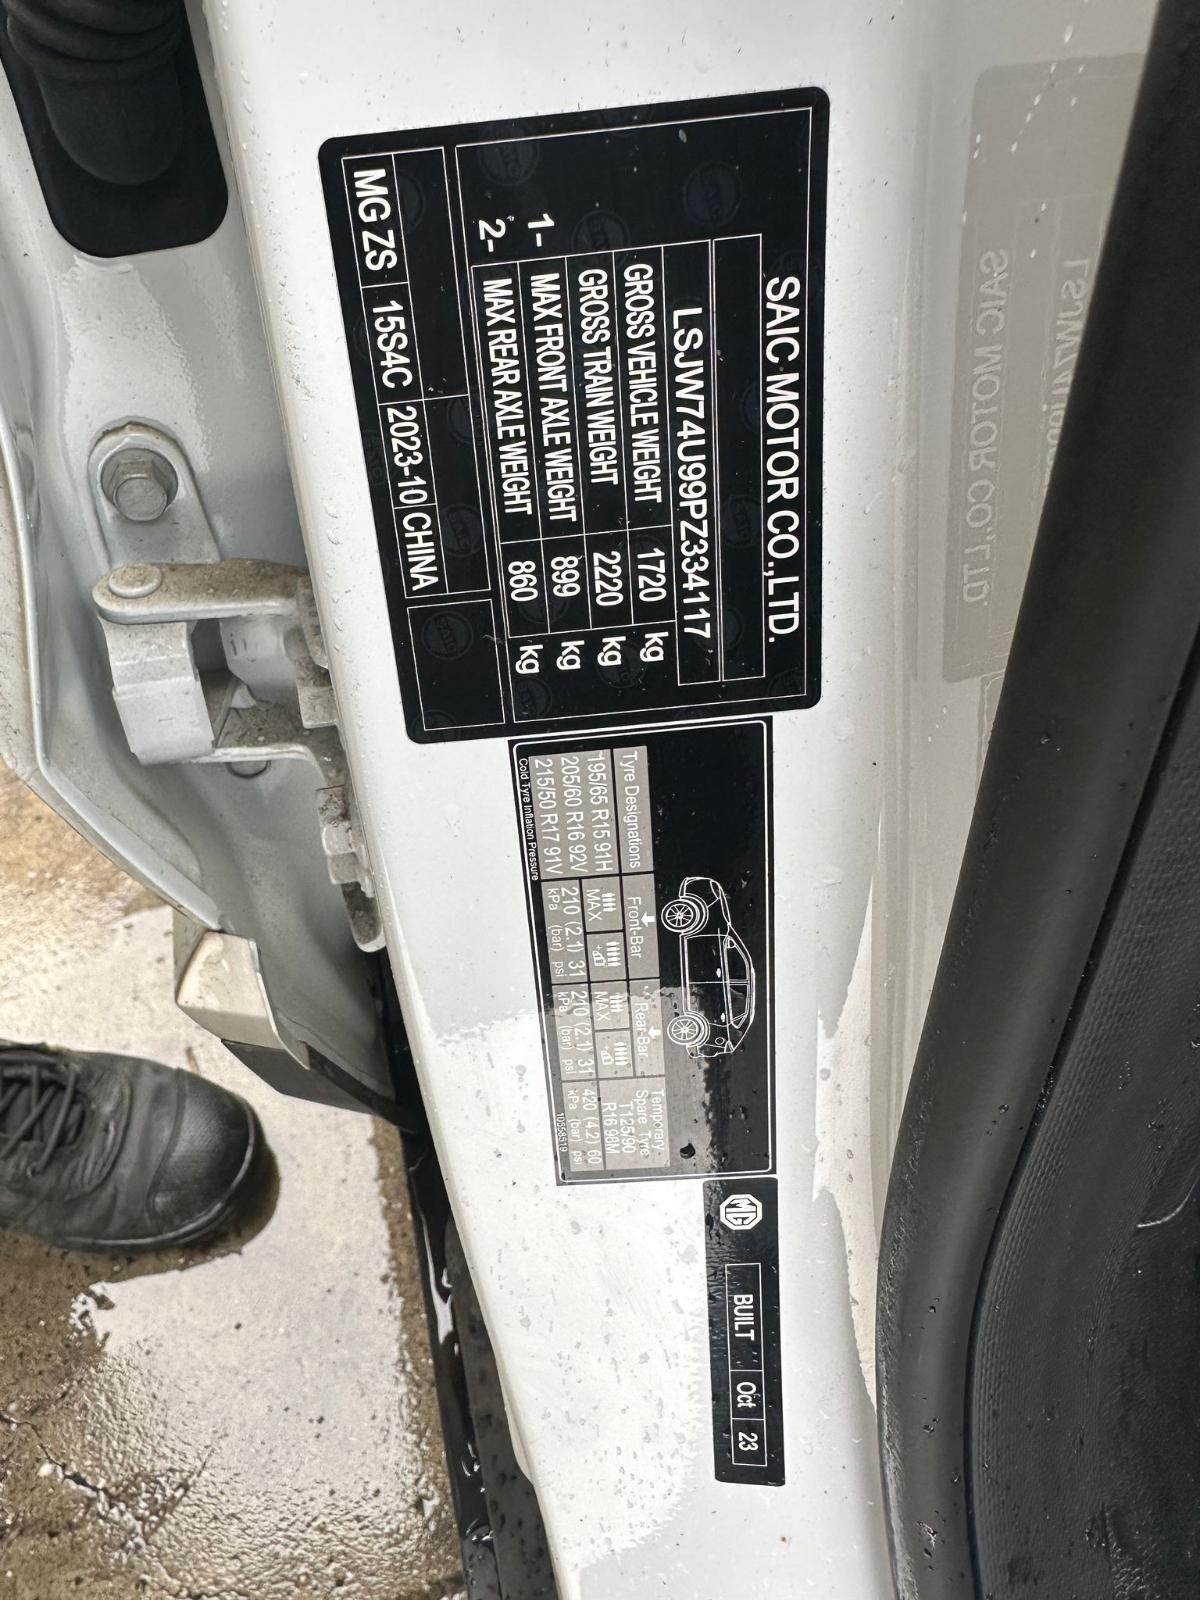 SAIC MOTOR CO.,LTD.
LSJW74U99PZ334117
GROSS VEHICLE WEIGHT 1720 kg
GROSS TRAIN WEIGHT 2220 kg
1- MAX FRONT AXLE WEIGHT 899 kg
2- MAX REAR AXLE WEIGHT 860 kg
MG ZS 15S4C 2023-10 CHINA
Tyre Designations Front-Bar Rear-Bar Temporary Spare Tyre
195/65 R15 91H MAX MAX T125/90
205/60 R16 92V R16 98M
215/50 R17 91V 210 (2.1) 31 210 (2.1) 31 420 (4.2) 60
kPa (bar) psi kPa (bar) psi kPa (bar) psi
Cold Tyre Inflation Pressure
10558519
MG
BUILT Oct 23